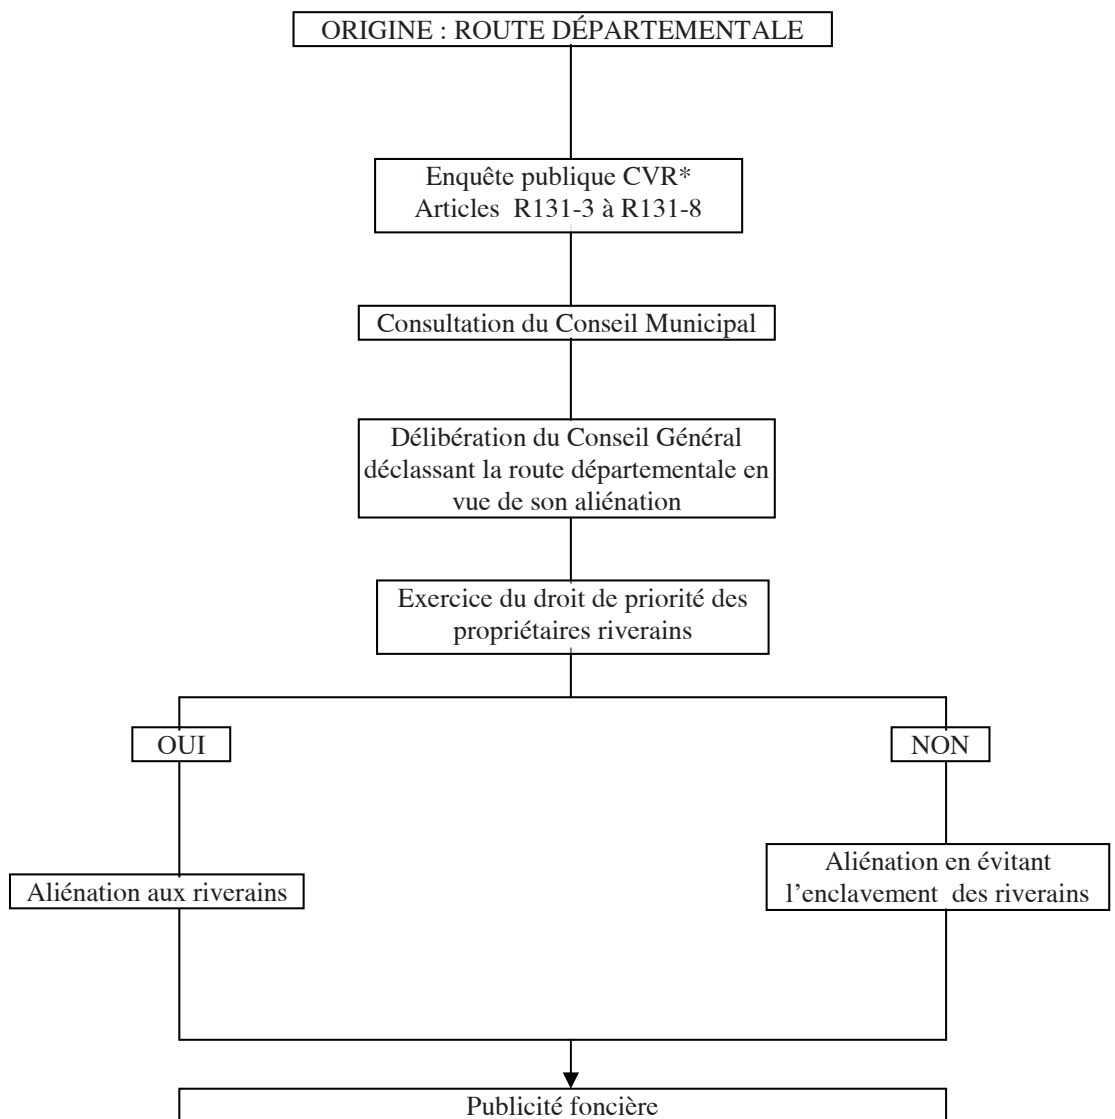 ORIGINE : ROUTE DÉPARTEMENTALE
Enquête publique CVR*
Articles R131-3 à R131-8
Consultation du Conseil Municipal
Délibération du Conseil Général
déclassant la route départementale en
vue de son aliénation
Exercice du droit de priorité des
propriétaires riverains
OUI
NON
Aliénation aux riverains
Aliénation en évitant
l’enclavement des riverains
Publicité foncière